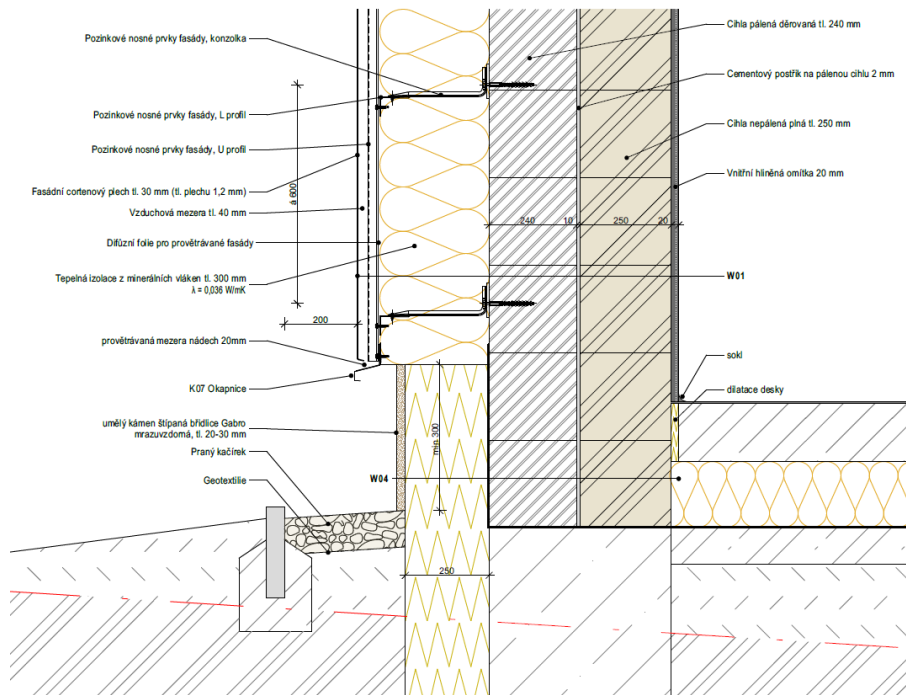 Pozinkové nosné prvky fasády, konzolka
Pozinkové nosné prvky fasády, L profil
Pozinkové nosné prvky fasády, U profil
Fasádní cortenový plech tl. 30 mm (tl. plechu 1,2 mm)
Vzduchová mezera tl. 40 mm
Difůzní folie pro provětrávané fasády
Tepelná izolace z minerálních vláken tl. 300 mm
λ = 0,036 W/mK
á 600
200
provětrávaná mezera nádech 20mm
K07 Okapnice
umělý kámen štípaná břidlice Gabro
mrazuvzdorná, tl. 20-30 mm
Praný kačírek
Geotextilie
W04
min 300
250
Cihla pálená děrovaná tl. 240 mm
Cementový postřik na pálenou cihlu 2 mm
Cihla nepálená plná tl. 250 mm
Vnitřní hliněná omítka 20 mm
240
10
250
20
W01
sokl
dilatace desky